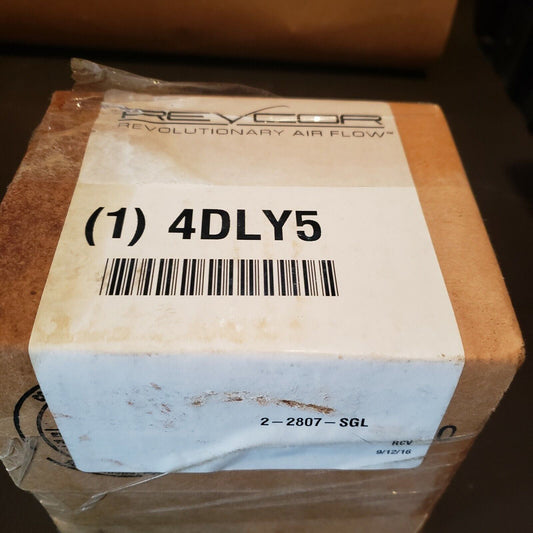 REVCOR
REVOLUTIONARY AIR FLOW™
(1) 4DLY5
2-2807-SGL
RCV
9/12/16